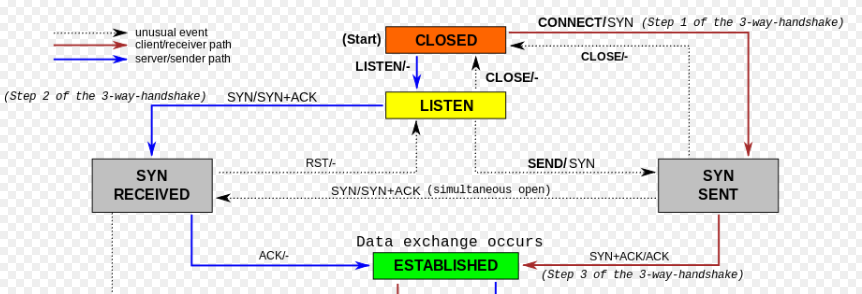 CONNECT/SYN (Step 1 of the 3-way-handshake)
unusual event
client/receiver path
server/sender path
(Start)
CLOSED
LISTEN/-
CLOSE/-
CLOSE/-
(Step 2 of the 3-way-handshake)
SYN/SYN+ACK
LISTEN
RST/-
SEND/SYN
SYN
RECEIVED
SYN
SENT
SYN/SYN+ACK (simultaneous open)
Data exchange occurs
ACK/-
ESTABLISHED
SYN+ACK/ACK
(Step 3 of the 3-way-handshake)